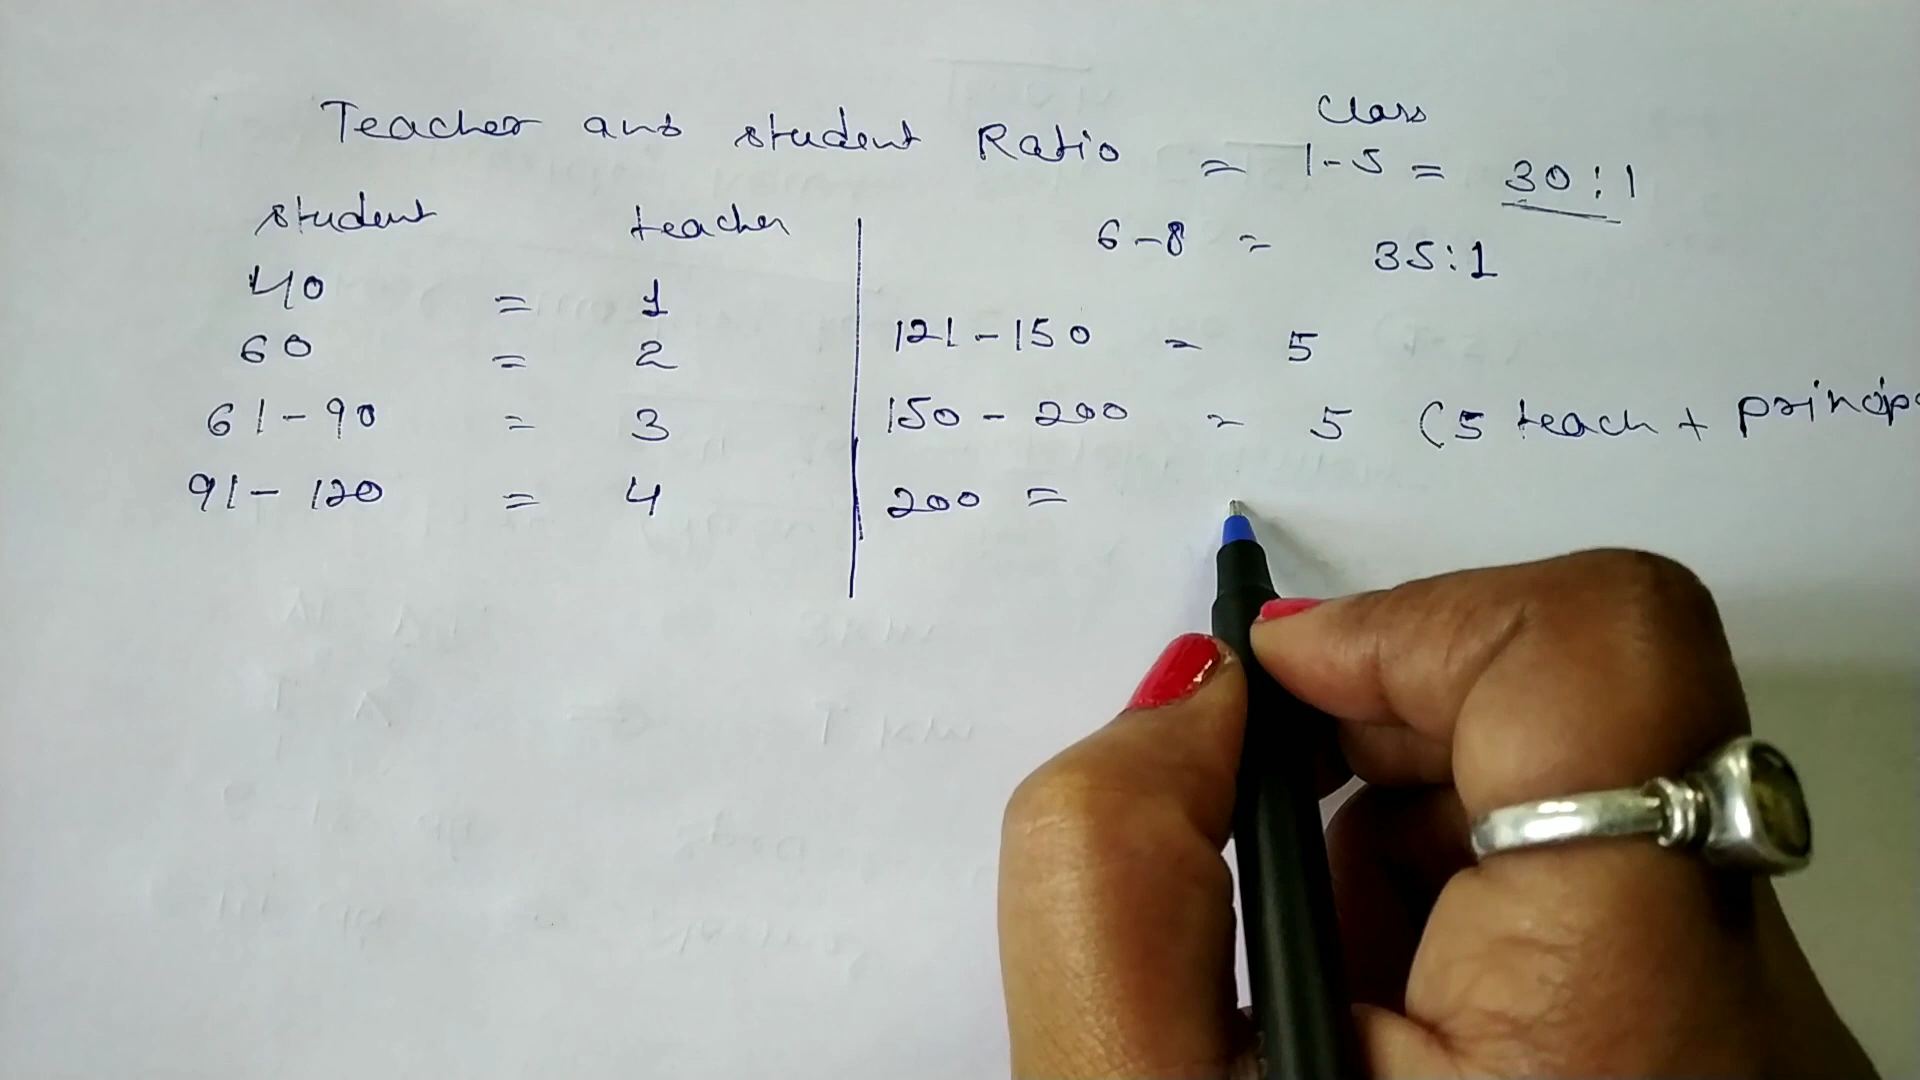 Teacher and student Ratio = Class 1-5 = 30:1
6-8 = 35:1
student teacher
40 = 1
60 = 2
61-90 = 3
91-120 = 4
121-150 = 5
150-200 = 5 (5 teach + princip
200 =